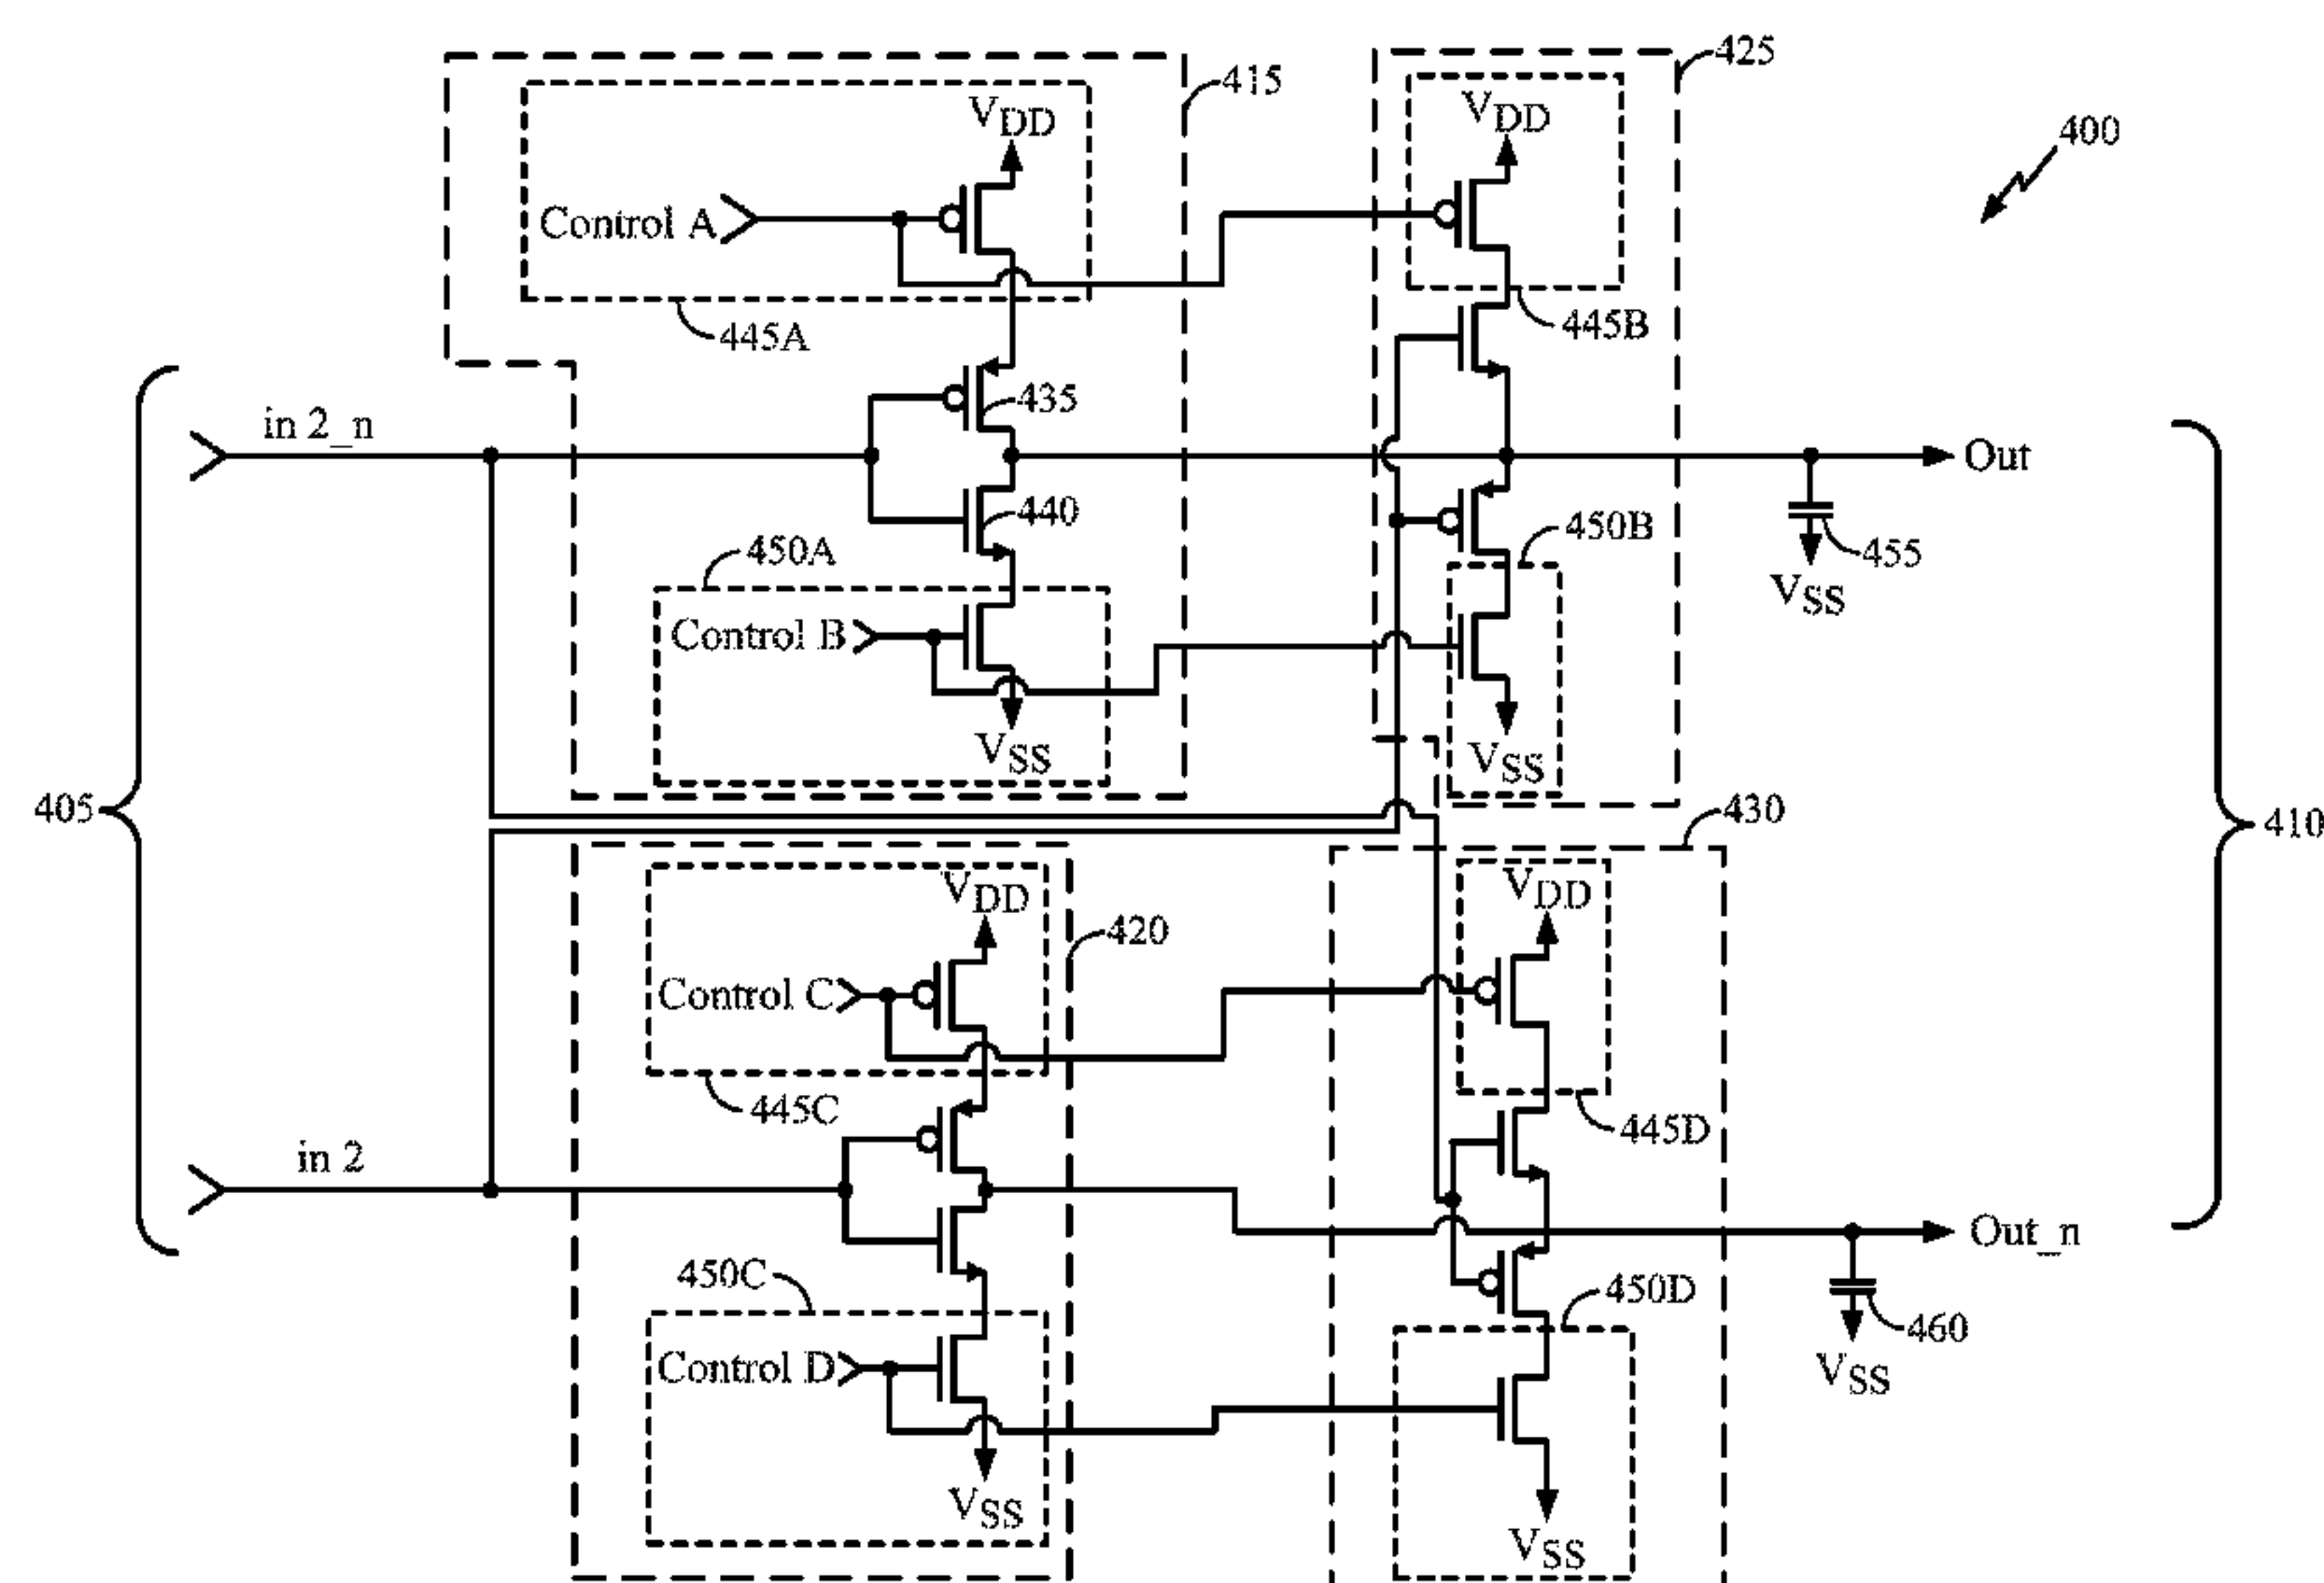 425
415
VDD
VDD
400
Control A
445A
445B
in 2_n
435
Out
440
450A
450B
455
VSS
Control B
VSS
VSS
405
410
430
VDD
VDD
420
Control C
445C
445D
in 2
Out_n
450C
450D
460
Control D
VSS
VSS
VSS